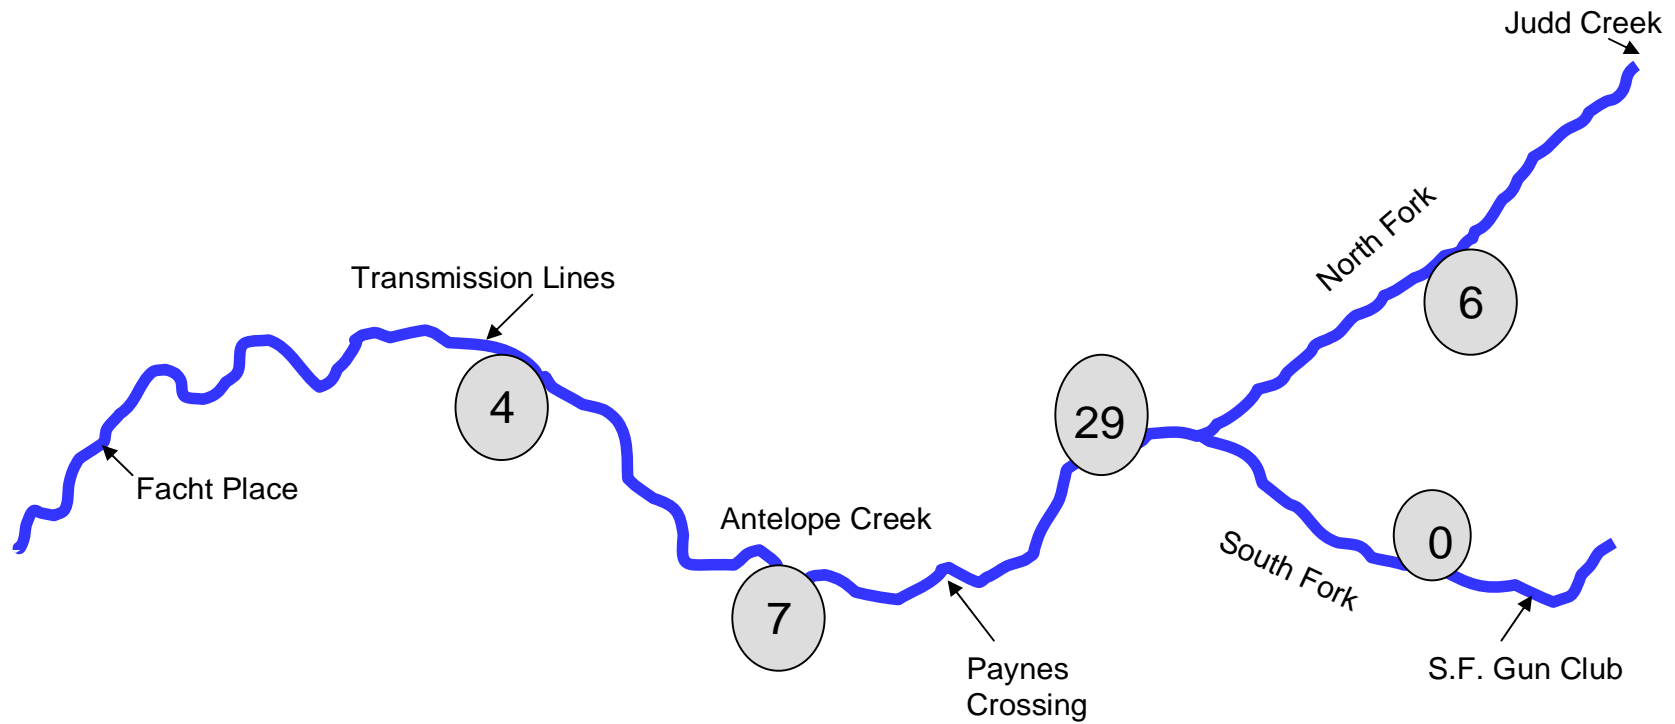 Judd Creek
North Fork
Transmission Lines
6
4
29
Facht Place
Antelope Creek
South Fork
0
7
Paynes
Crossing
S.F. Gun Club